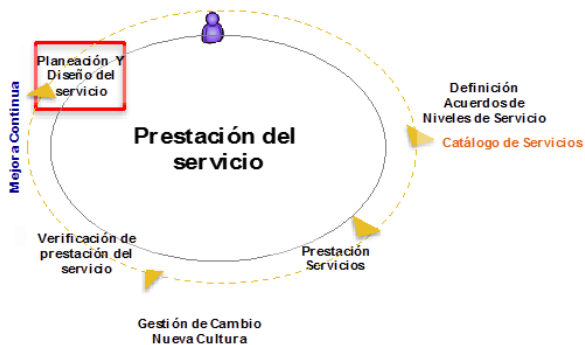 Planeación Y
Diseño del
servicio
Mejora Continua
Prestación del
servicio
Definición
Acuerdos de
Niveles de Servicio
Catálogo de Servicios
Prestación
Servicios
Verificación de
prestación del
servicio
Gestión de Cambio
Nueva Cultura